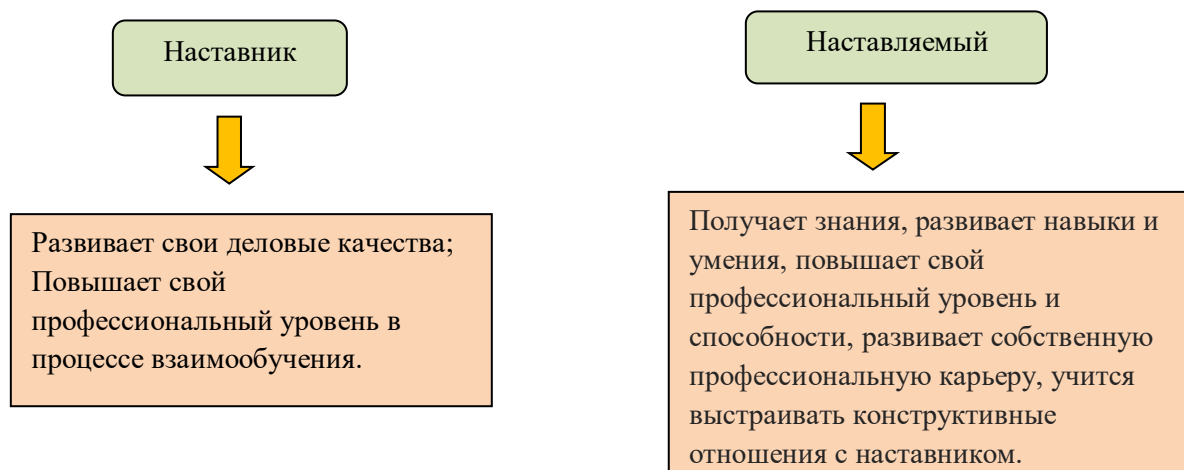 Наставник
Развивает свои деловые качества;
Повышает свой
профессиональный уровень в
процессе взаимообучения.
Наставляемый
Получает знания, развивает навыки и
умения, повышает свой
профессиональный уровень и
способности, развивает собственную
профессиональную карьеру, учится
выстраивать конструктивные
отношения с наставником.